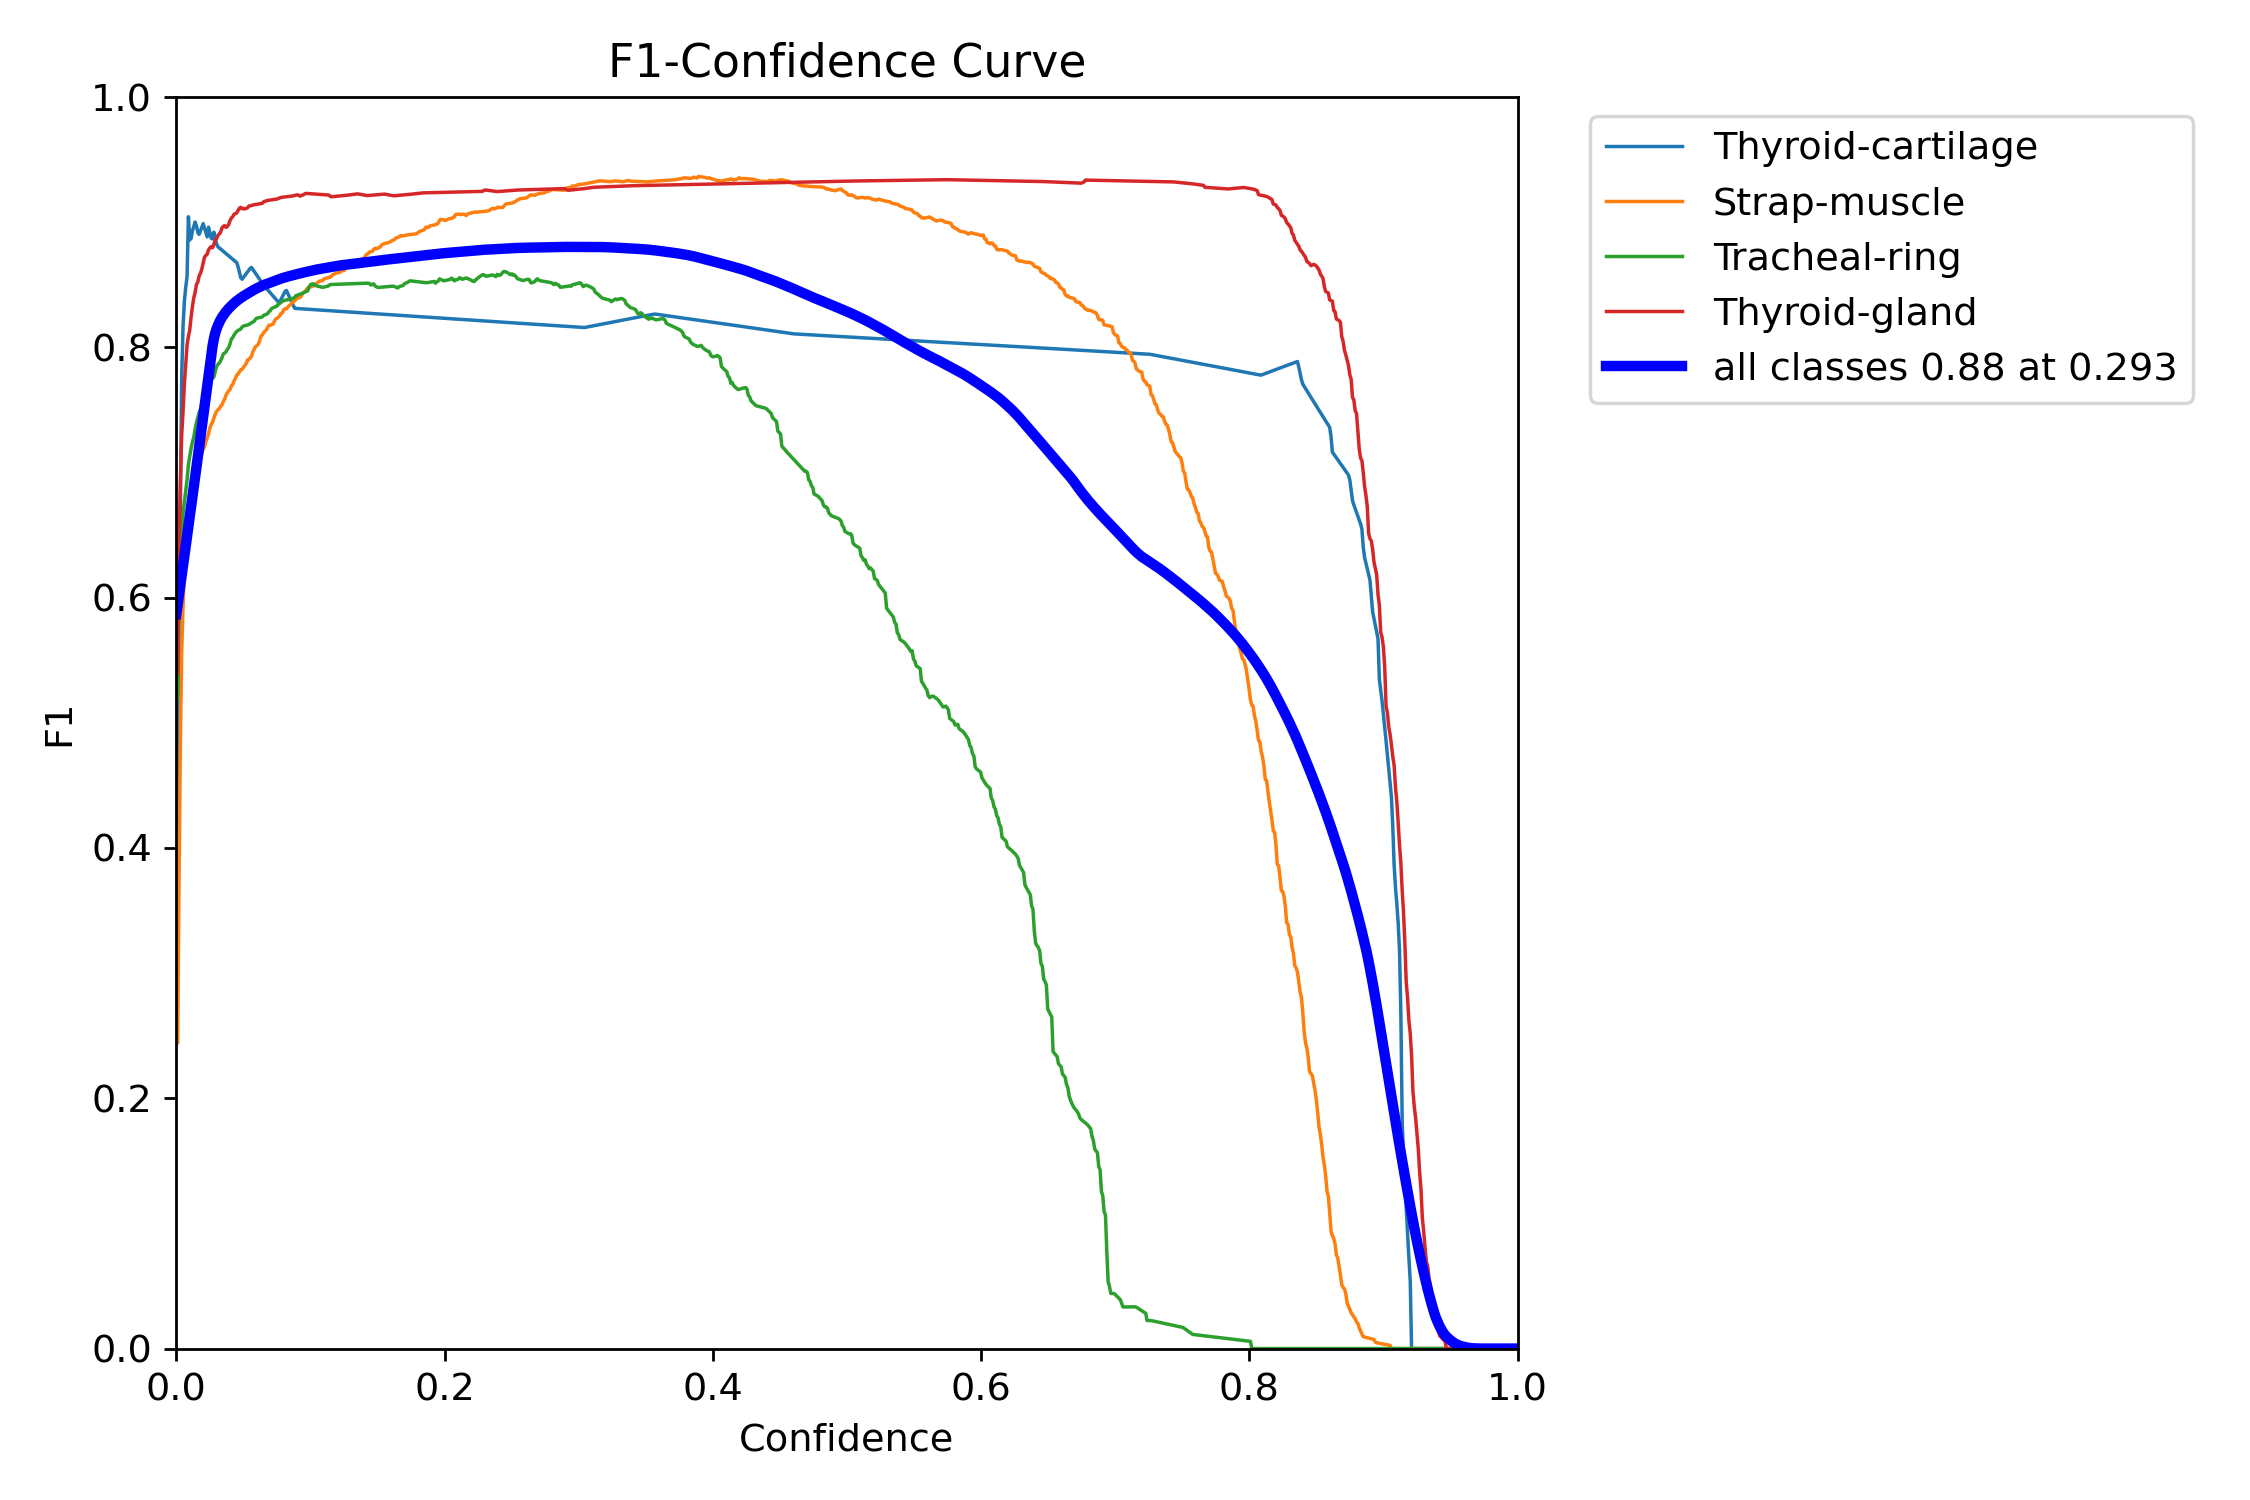 F1-Confidence Curve
1.0
0.8
0.6
0.4
0.2
0.0
F1
0.0 0.2 0.4 0.6 0.8 1.0
Confidence
Thyroid-cartilage
Strap-muscle
Tracheal-ring
Thyroid-gland
all classes 0.88 at 0.293